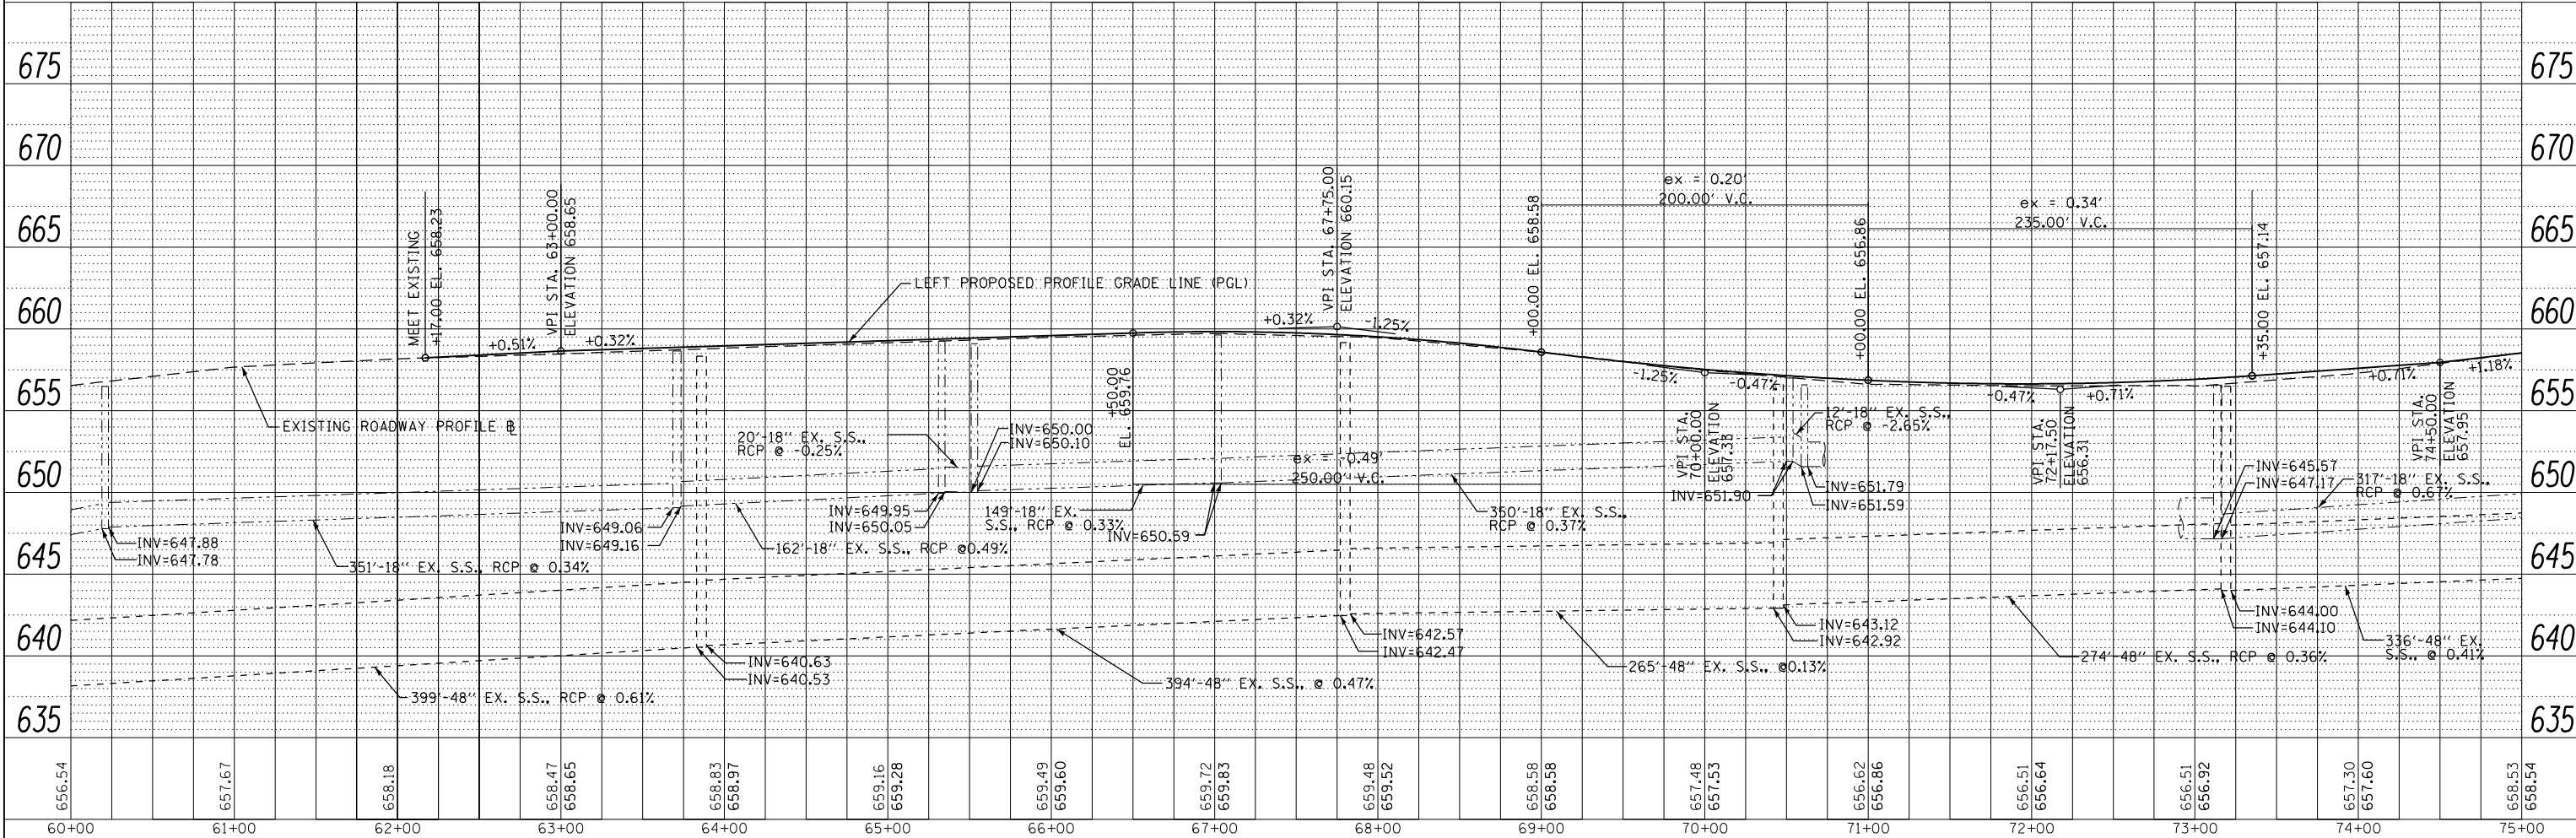 675
675
670
670
665
665
660
660
655
655
650
650
645
645
640
640
635
635
MEET EXISTING
+17.00 EL. 658.23
+0.51%
VPI STA. 63+00.00
ELEVATION 658.65
+0.32%
LEFT PROPOSED PROFILE GRADE LINE (PGL)
EXISTING ROADWAY PROFILE ℄
+50.00
EL. 659.76
VPI STA. 67+75.00
ELEVATION 660.15
+0.32%
-1.25%
ex = -0.49'
250.00' V.C.
+00.00 EL. 658.58
ex = 0.20'
200.00' V.C.
+00.00 EL. 656.86
-1.25%
-0.47%
VPI STA.
70+00.00
ELEVATION
657.33
ex = 0.34'
235.00' V.C.
+35.00 EL. 657.14
-0.47%
+0.71%
VPI STA.
72+17.50
ELEVATION
656.31
+0.71%
+1.18%
VPI STA.
74+50.00
ELEVATION
657.95
INV=647.88
INV=647.78
351'-18'' EX. S.S., RCP @ 0.34%
399'-48'' EX. S.S., RCP @ 0.61%
INV=649.06
INV=649.16
162'-18'' EX. S.S., RCP @0.49%
INV=640.63
INV=640.53
20'-18'' EX. S.S.,
RCP @ -0.25%
INV=649.95
INV=650.05
INV=650.00
INV=650.10
149'-18'' EX.
S.S., RCP @ 0.33%
INV=650.59
394'-48'' EX. S.S., @ 0.47%
INV=642.57
INV=642.47
350'-18'' EX. S.S.,
RCP @ 0.37%
265'-48'' EX. S.S., @0.13%
INV=651.90
12'-18'' EX. S.S.,
RCP @ -2.65%
INV=651.79
INV=651.59
INV=643.12
INV=642.92
274'-48'' EX. S.S., RCP @ 0.36%
INV=645.57
INV=647.17
317'-18'' EX. S.S.,
RCP @ 0.67%
INV=644.00
INV=644.10
336'-48'' EX.
S.S., @ 0.41%
656.54
657.67
658.18
658.47
658.65
658.83
658.97
659.16
659.28
659.49
659.60
659.72
659.83
659.48
659.52
658.58
658.58
657.48
657.53
656.62
656.86
656.51
656.64
656.51
656.92
657.30
657.60
658.53
658.54
60+00
61+00
62+00
63+00
64+00
65+00
66+00
67+00
68+00
69+00
70+00
71+00
72+00
73+00
74+00
75+00